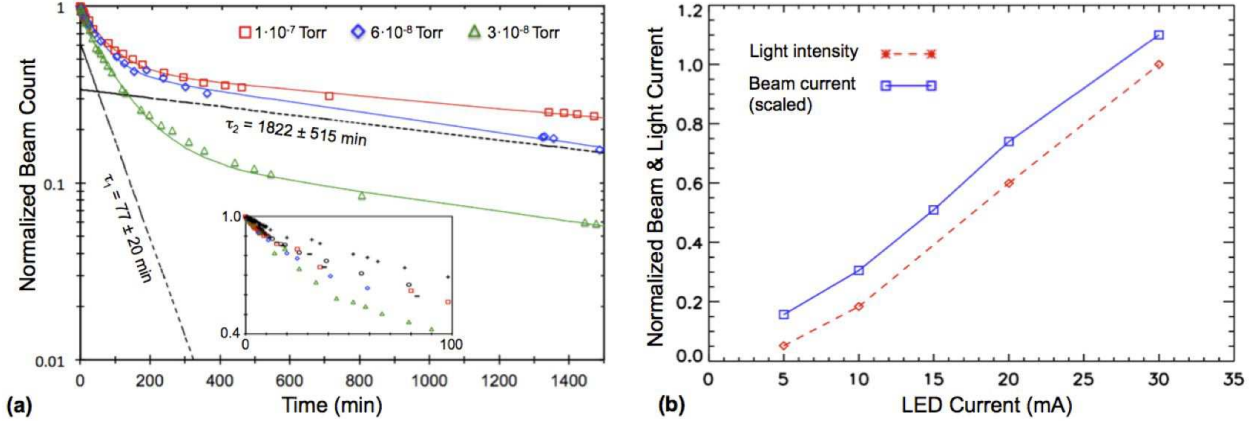 1·10-7 Torr 6·10-8 Torr 3·10-8 Torr
Normalized Beam Count
1
0.1
0.01
τ2 = 1822 ± 515 min
τ1 = 77 ± 20 min
1.0
0.4
0 100
0 200 400 600 800 1000 1200 1400
Time (min)
(a)
Normalized Beam & Light Current
1.2
1.0
0.8
0.6
0.4
0.2
0.0
Light intensity
Beam current
(scaled)
0 5 10 15 20 25 30 35
LED Current (mA)
(b)